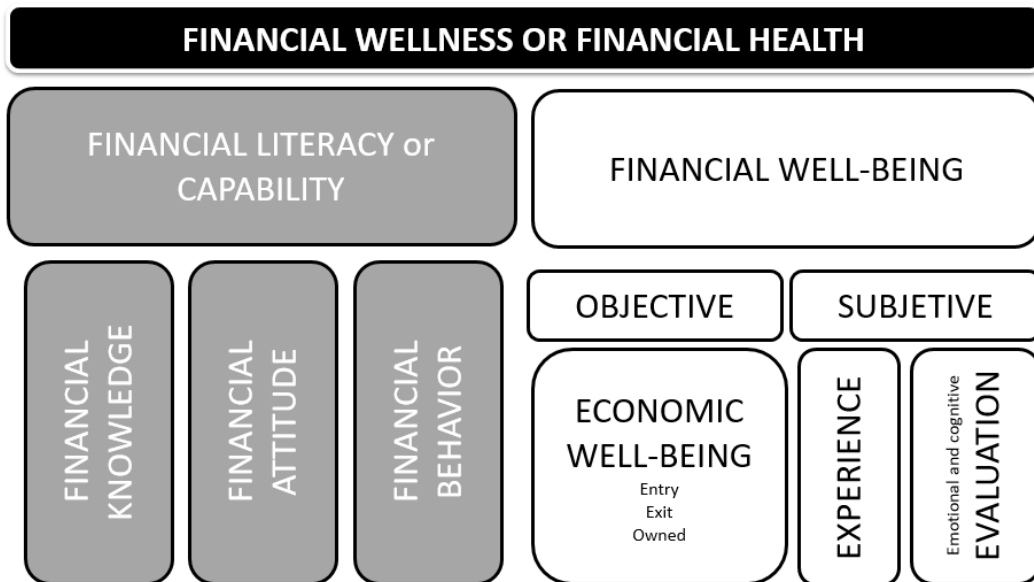 FINANCIAL WELLNESS OR FINANCIAL HEALTH
FINANCIAL LITERACY or
CAPABILITY
FINANCIAL WELL-BEING
FINANCIAL
KNOWLEDGE
FINANCIAL
ATTITUDE
FINANCIAL
BEHAVIOR
OBJECTIVE
SUBJETIVE
ECONOMIC
WELL-BEING
Entry
Exit
Owned
EXPERIENCE
Emotional and cognitive
EVALUATION